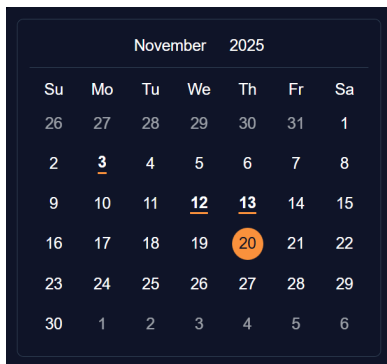 November 2025
Su Mo Tu We Th Fr Sa
26 27 28 29 30 31 1
2 3 4 5 6 7 8
9 10 11 12 13 14 15
16 17 18 19 20 21 22
23 24 25 26 27 28 29
30 1 2 3 4 5 6